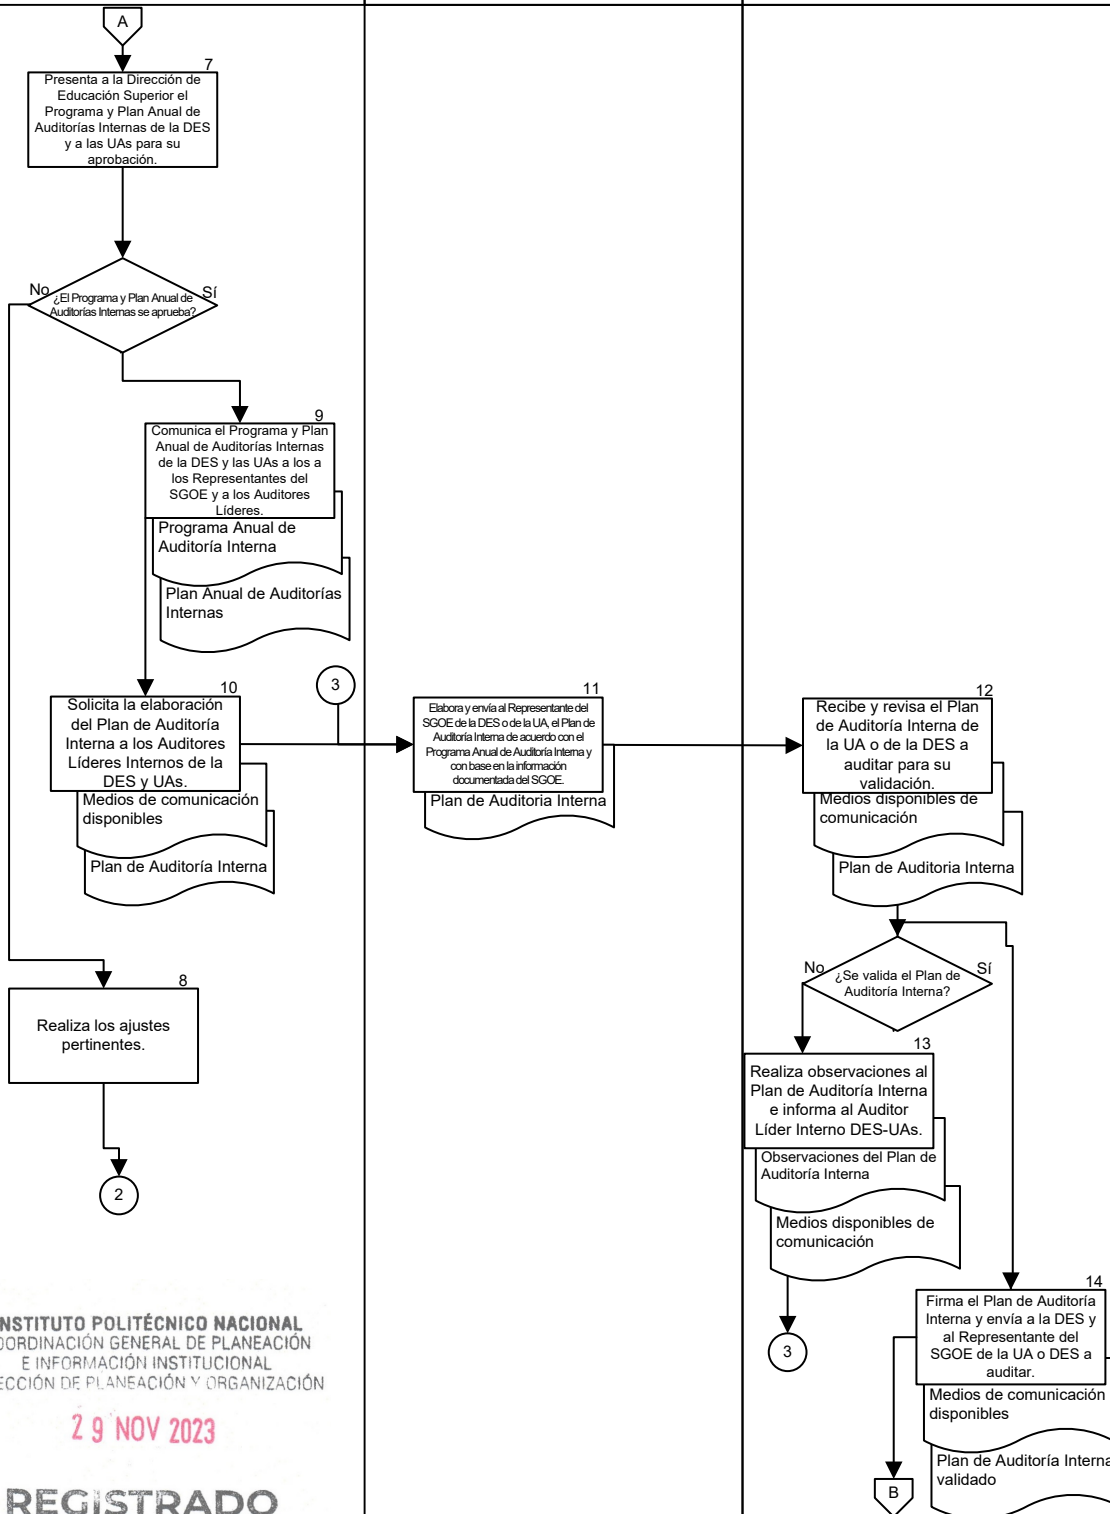 A
7
Presenta a la Dirección de
Educación Superior el
Programa y Plan Anual de
Auditorías Internas de la DES
y a las UAs para su
aprobación.
No
Sí
¿El Programa y Plan Anual de
Auditorías Internas se aprueba?
9
Comunica el Programa y Plan
Anual de Auditorías Internas
de la DES y las UAs a los a
los Representantes del
SGOE y a los Auditores
Líderes.
Programa Anual de
Auditoría Interna
Plan Anual de Auditorías
Internas
10
Solicita la elaboración
del Plan de Auditoría
Interna a los Auditores
Líderes Internos de la
DES y UAs.
Medios de comunicación
disponibles
Plan de Auditoría Interna
3
11
Elabora y envía al Representante del
SGOE de la DES o de la UA, el Plan de
Auditoría Interna de acuerdo con el
Programa Anual de Auditoría Interna y
con base en la información
documentada del SGOE.
Plan de Auditoria Interna
12
Recibe y revisa el Plan
de Auditoría Interna de
la UA o de la DES a
auditar para su
validación.
Medios disponibles de
comunicación
Plan de Auditoria Interna
No
Sí
¿Se valida el Plan de
Auditoría Interna?
8
Realiza los ajustes
pertinentes.
2
13
Realiza observaciones al
Plan de Auditoría Interna
e informa al Auditor
Líder Interno DES-UAs.
Observaciones del Plan de
Auditoría Interna
Medios disponibles de
comunicación
3
14
Firma el Plan de Auditoría
Interna y envía a la DES y
al Representante del
SGOE de la UA o DES a
auditar.
Medios de comunicación
disponibles
Plan de Auditoría Interna
validado
B
NSTITUTO POLITÉCNICO NACIONAL
OORDINACIÓN GENERAL DE PLANEACIÓN
E INFORMACIÓN INSTITUCIONAL
ECCIÓN DE PLANEACIÓN Y ORGANIZACIÓN
29 NOV 2023
REGISTRADO